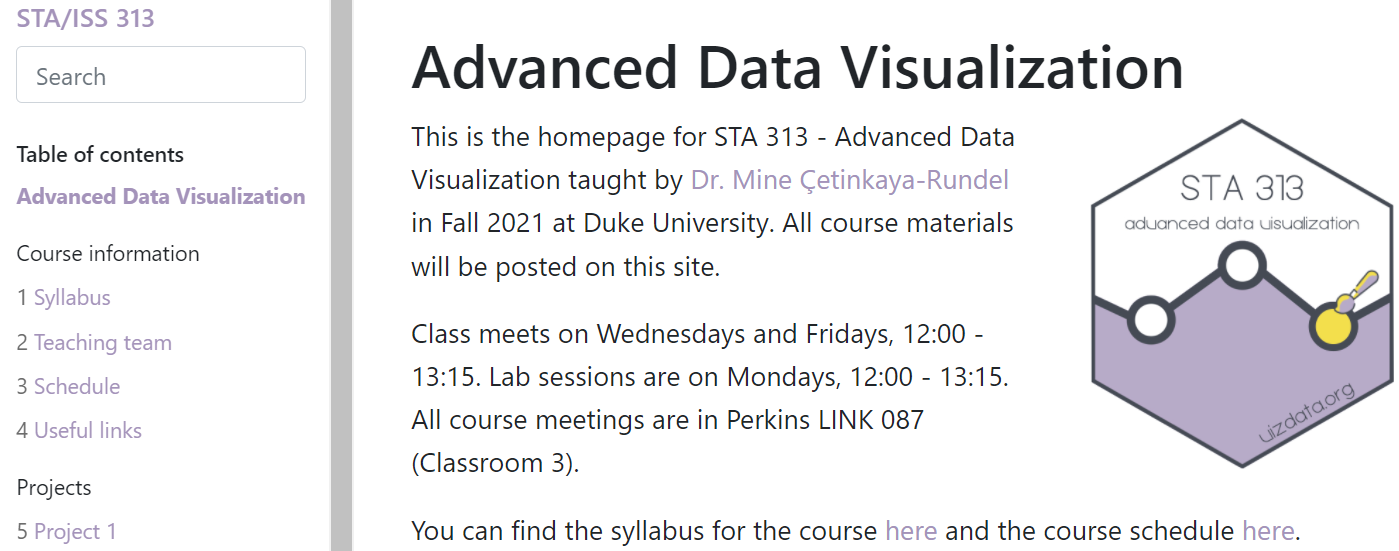 STA/ISS 313
Search
Table of contents
Advanced Data Visualization
Course information
1 Syllabus
2 Teaching team
3 Schedule
4 Useful links
Projects
5 Project 1
Advanced Data Visualization
This is the homepage for STA 313 - Advanced Data
Visualization taught by Dr. Mine Çetinkaya-Rundel
in Fall 2021 at Duke University. All course materials
will be posted on this site.
Class meets on Wednesdays and Fridays, 12:00 -
13:15. Lab sessions are on Mondays, 12:00 - 13:15.
All course meetings are in Perkins LINK 087
(Classroom 3).
You can find the syllabus for the course here and the course schedule here.
STA 313
advanced data visualization
vizdata.org